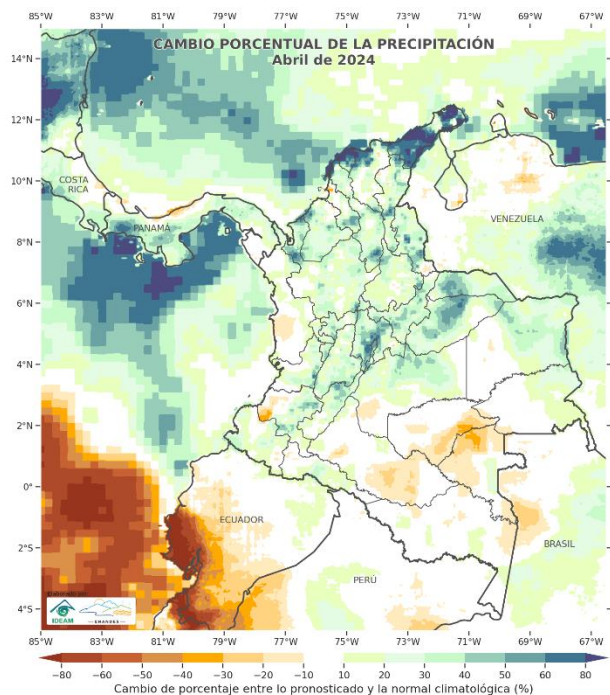 CAMBIO PORCENTUAL DE LA PRECIPITACIÓN
Abril de 2024
14°N
12°N
10°N
8°N
6°N
4°N
2°N
0°
2°S
4°S
COSTA
RICA
PANAMÁ
VENEZUELA
ECUADOR
PERÚ
BRASIL
IDEAM
85°W 83°W 81°W 79°W 77°W 75°W 73°W 71°W 69°W 67°W
−80 −60 −50 −40 −30 −20 −10 10 20 30 40 50 60 80
Cambio de porcentaje entre lo pronosticado y la normal climatológica (%)